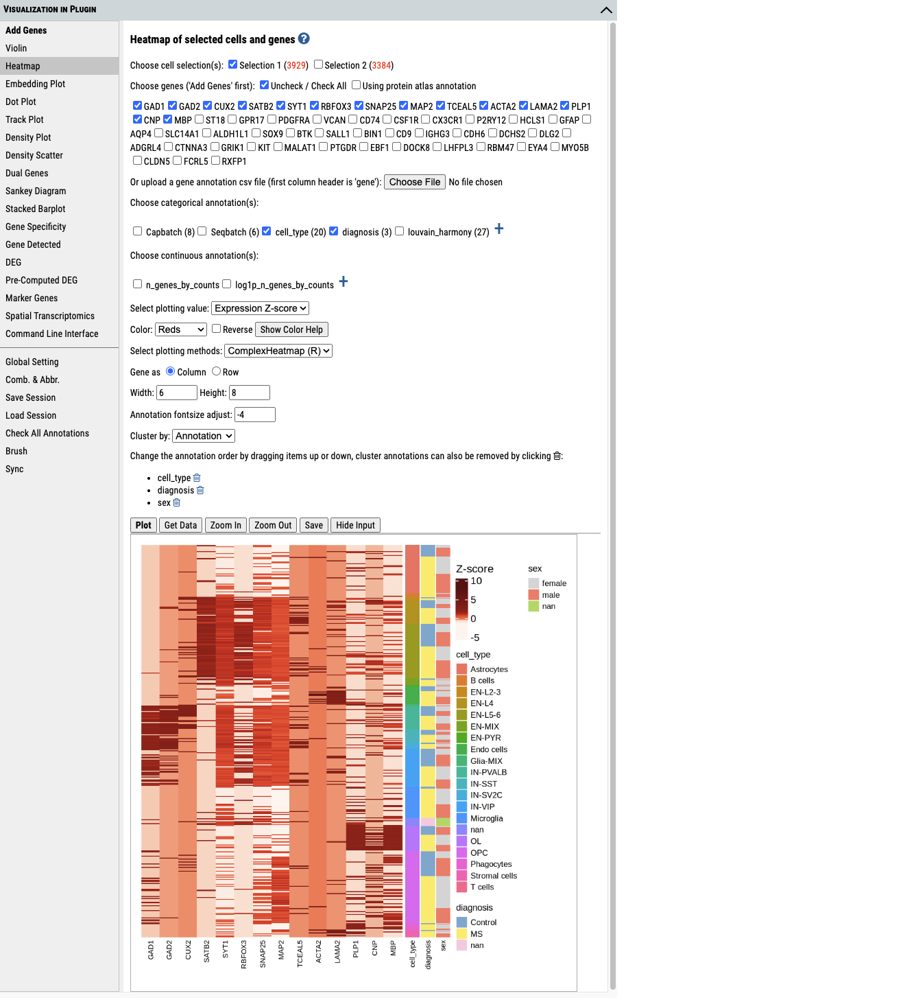 VISUALIZATION IN PLUGIN
Add Genes
Violin
Heatmap
Embedding Plot
Dot Plot
Track Plot
Density Plot
Density Scatter
Dual Genes
Sankey Diagram
Stacked Barplot
Gene Specificity
Gene Detected
DEG
Pre-Computed DEG
Marker Genes
Spatial Transcriptomics
Command Line Interface
Global Setting
Comb. & Abbr.
Save Session
Load Session
Check All Annotations
Brush
Sync
Heatmap of selected cells and genes ?
Choose cell selection(s): Selection 1 (3929) Selection 2 (3384)
Choose genes ('Add Genes' first): Uncheck / Check All Using protein atlas annotation
GAD1 GAD2 CUX2 SATB2 SYT1 RBFOX3 SNAP25 MAP2 TCEAL5 ACTA2 LAMA2 PLP1
CNP MBP ST18 GPR17 PDGFRA VCAN CD74 CSF1R CX3CR1 P2RY12 HCLS1 GFAP
AQP4 SLC14A1 ALDH1L1 SOX9 BTK SALL1 BIN1 CD9 IGHG3 CDH6 DCHS2 DLG2
ADGRL4 CTNNA3 GRIK1 KIT MALAT1 PTGDR EBF1 DOCK8 LHFPL3 RBM47 EYA4 MYO5B
CLDN5 FCRL5 RXFP1
Or upload a gene annotation csv file (first column header is 'gene'): Choose File No file chosen
Choose categorical annotation(s):
Capbatch (8) Seqbatch (6) cell_type (20) diagnosis (3) louvain_harmony (27) +
Choose continuous annotation(s):
n_genes_by_counts log1p_n_genes_by_counts +
Select plotting value: Expression Z-score
Color: Reds Reverse Show Color Help
Select plotting methods: ComplexHeatmap (R)
Gene as Column Row
Width: 6 Height: 8
Annotation fontsize adjust: -4
Cluster by: Annotation
Change the annotation order by dragging items up or down, cluster annotations can also be removed by clicking :
• cell_type
• diagnosis
• sex
Plot Get Data Zoom In Zoom Out Save Hide Input
Z-score
10
5
0
-5
sex
female
male
nan
cell_type
Astrocytes
B cells
EN-L2-3
EN-L4
EN-L5-6
EN-MIX
EN-PYR
Endo cells
Glia-MIX
IN-PVALB
IN-SST
IN-SV2C
IN-VIP
Microglia
nan
OL
OPC
Phagocytes
Stromal cells
T cells
diagnosis
Control
MS
nan
GAD1
GAD2
CUX2
SATB2
SYT1
RBFOX3
SNAP25
MAP2
TCEAL5
ACTA2
LAMA2
PLP1
CNP
MBP
cell_type
diagnosis
sex